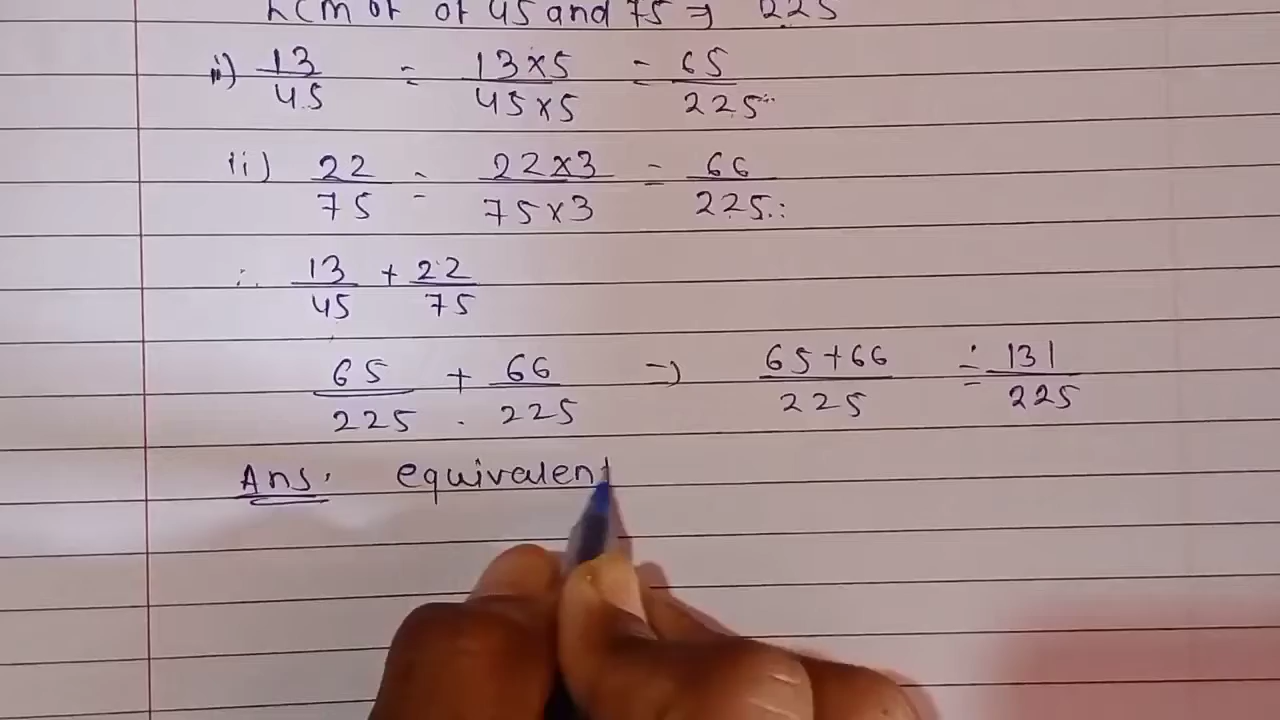 LCM of of 45 and 75 ⇒ 225
i) 13/45 = 13×5/45×5 = 65/225
ii) 22/75 = 22×3/75×3 = 66/225
∴ 13/45 + 22/75
65/225 + 66/225 ⇒ 65+66/225 = 131/225
Ans. equivalent